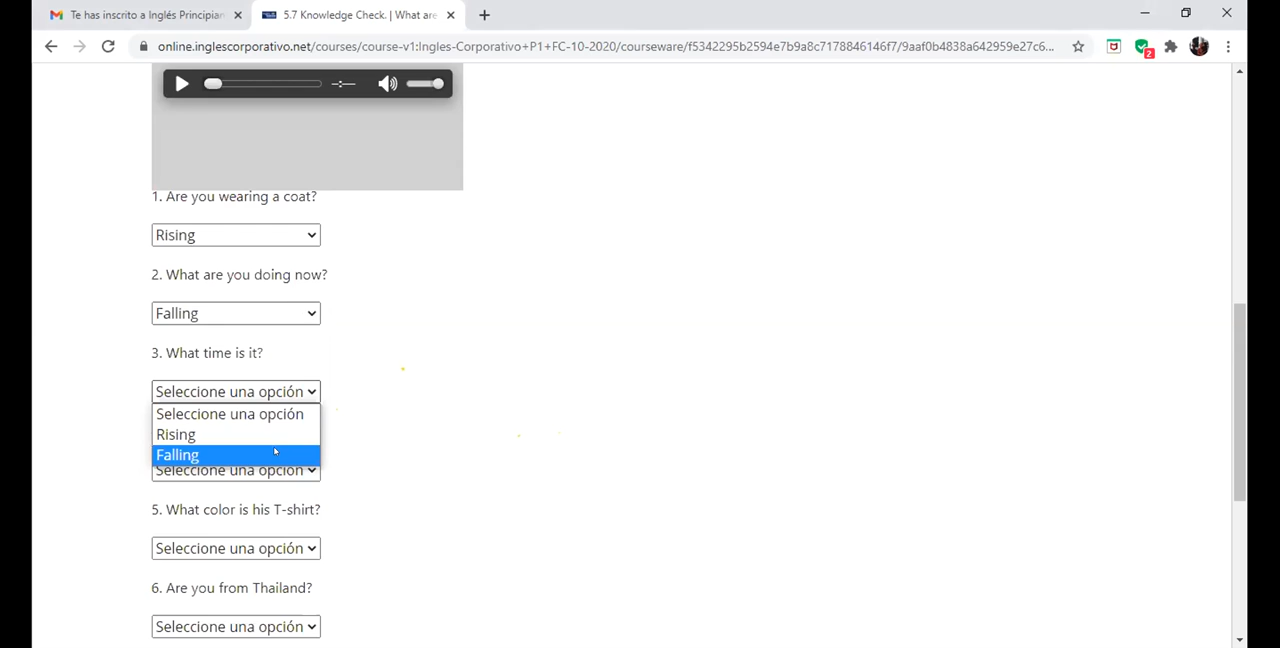 Te has inscrito a Inglés Principian
5.7 Knowledge Check. | What are
online.inglescorporativo.net/courses/course-v1:Ingles-Corporativo+P1+FC-10-2020/courseware/f5342295b2594e7b9a8c7178846146f7/9aaf0b4838a642959e27c6...
2
1. Are you wearing a coat?
Rising
2. What are you doing now?
Falling
3. What time is it?
Seleccione una opción
Seleccione una opción
Rising
Falling
Seleccione una opción
5. What color is his T-shirt?
Seleccione una opción
6. Are you from Thailand?
Seleccione una opción